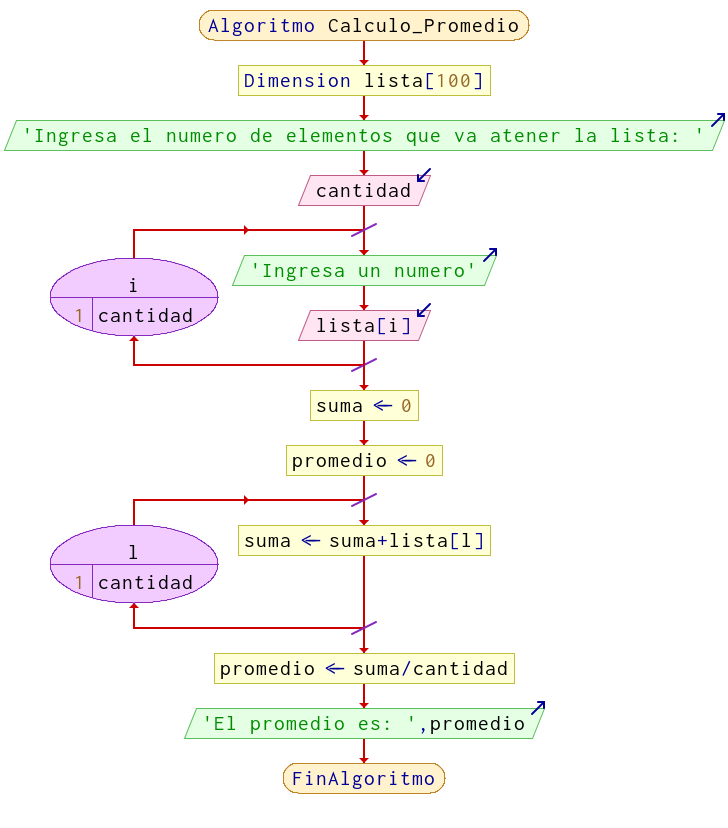 Algoritmo Calculo_Promedio
Dimension lista[100]
'Ingresa el numero de elementos que va atener la lista: '
cantidad
i
1 cantidad
'Ingresa un numero'
lista[i]
suma ← 0
promedio ← 0
l
1 cantidad
suma ← suma+lista[l]
promedio ← suma/cantidad
'El promedio es: ',promedio
FinAlgoritmo